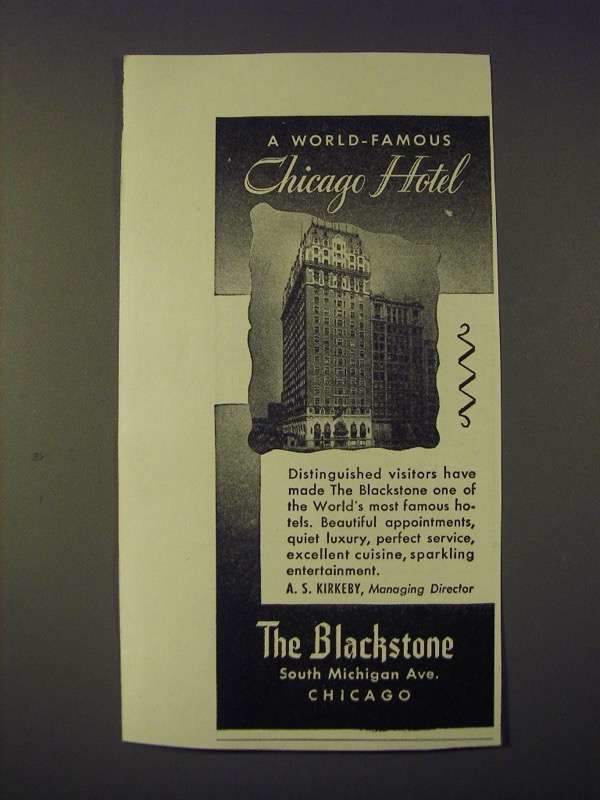 A WORLD-FAMOUS
Chicago Hotel
Distinguished visitors have
made The Blackstone one of
the World's most famous ho-
tels. Beautiful appointments,
quiet luxury, perfect service,
excellent cuisine, sparkling
entertainment.
A. S. KIRKEBY, Managing Director
The Blackstone
South Michigan Ave.
CHICAGO